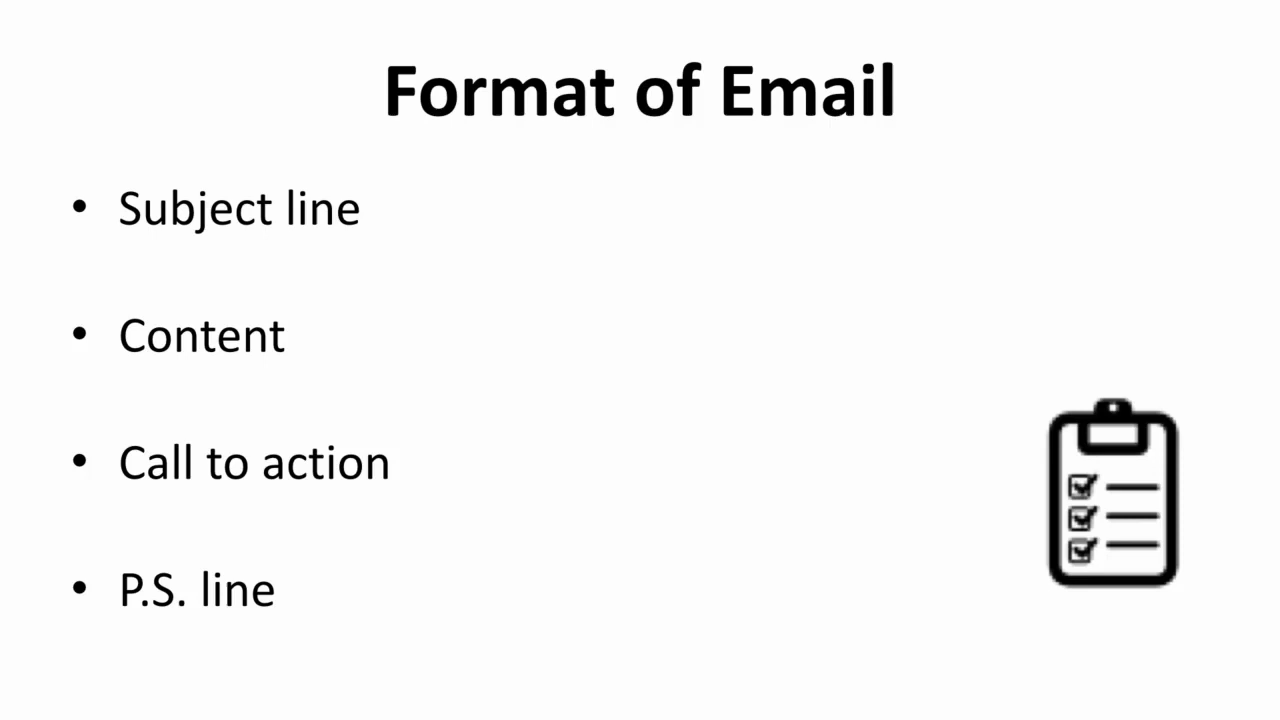 Format of Email
• Subject line
• Content
• Call to action
• P.S. line